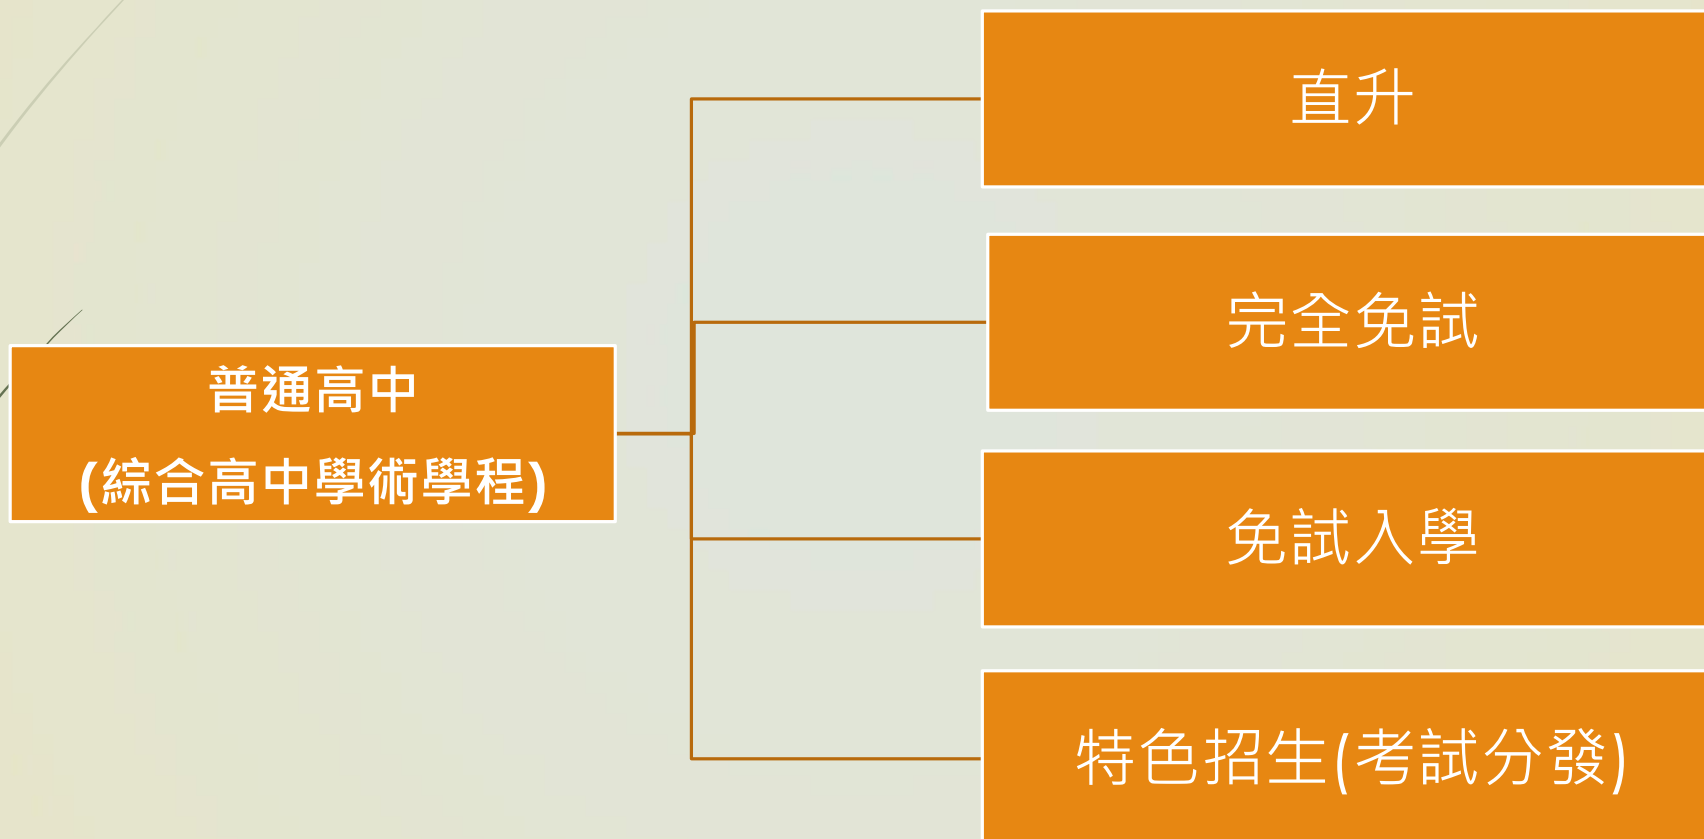 普通高中
(綜合高中學術學程)
直升
完全免試
免試入學
特色招生(考試分發)